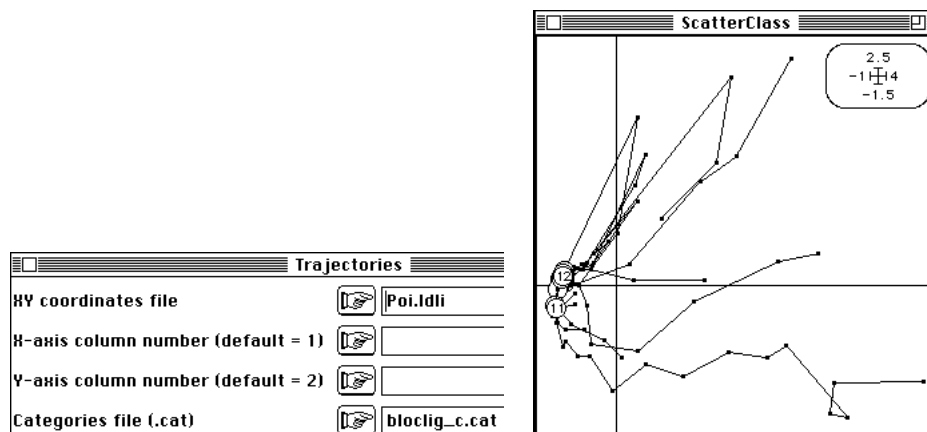 ScatterClass
2.5
-1 4
-1.5
12
11
Trajectories
XY coordinates file
Poi.ldli
X-axis column number (default = 1)
Y-axis column number (default = 2)
Categories file (.cat)
bloclig_c.cat